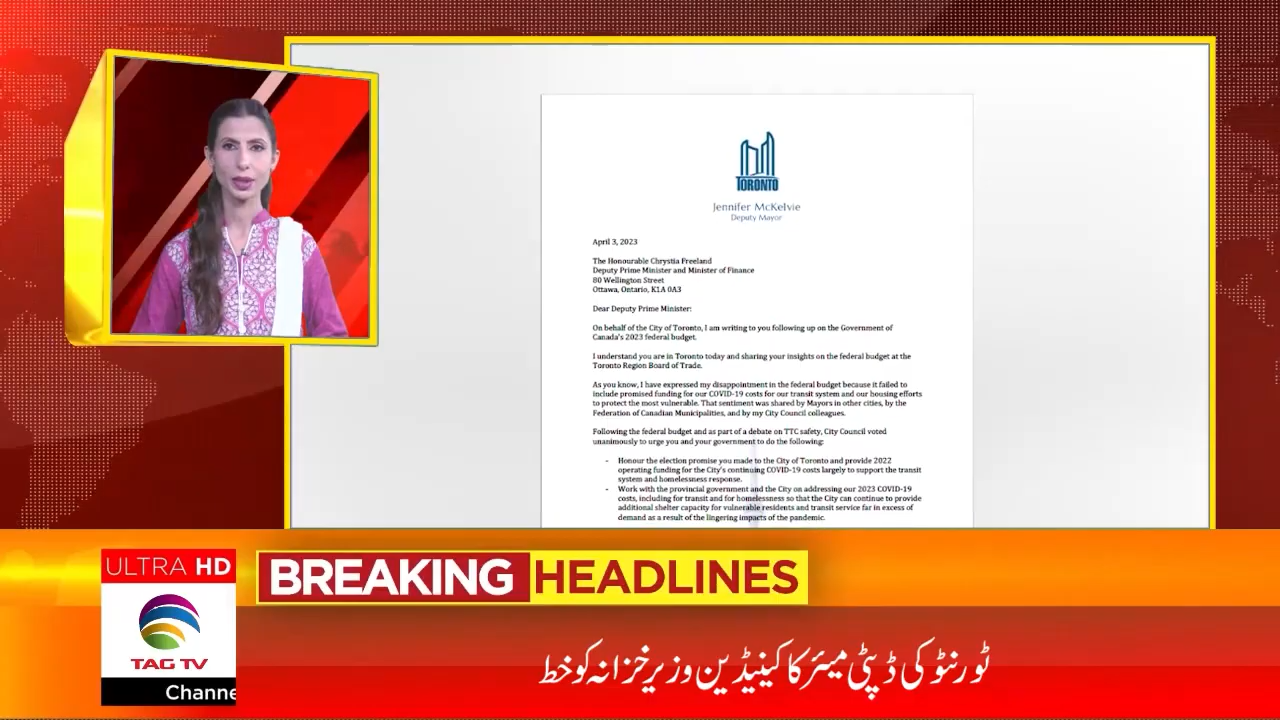 TORONTO
Jennifer McKelvie
Deputy Mayor
April 3, 2023
The Honourable Chrystia Freeland
Deputy Prime Minister and Minister of Finance
80 Wellington Street
Ottawa, Ontario, K1A 0A3
Dear Deputy Prime Minister:
On behalf of the City of Toronto, I am writing to you following up on the Government of
Canada's 2023 federal budget.
I understand you are in Toronto today and sharing your insights on the federal budget at the
Toronto Region Board of Trade.
As you know, I have expressed my disappointment in the federal budget because it failed to
include promised funding for our COVID-19 costs for our transit system and our housing efforts
to protect the most vulnerable. That sentiment was shared by Mayors in other cities, by the
Federation of Canadian Municipalities, and by my City Council colleagues.
Following the federal budget and as part of a debate on TTC safety, City Council voted
unanimously to urge you and your government to do the following:
- Honour the election promise you made to the City of Toronto and provide 2022
operating funding for the City's continuing COVID-19 costs largely to support the transit
system and homelessness response.
- Work with the provincial government and the City on addressing our 2023 COVID-19
costs, including for transit and for homelessness so that the City can continue to provide
additional shelter capacity for vulnerable residents and transit service far in excess of
demand as a result of the lingering impacts of the pandemic.
ULTRA HD
BREAKING HEADLINES
TAG TV
Channe
ٹورنٹو کی ڈپٹی میئر کا کینیڈین وزیر خزانہ کو خط